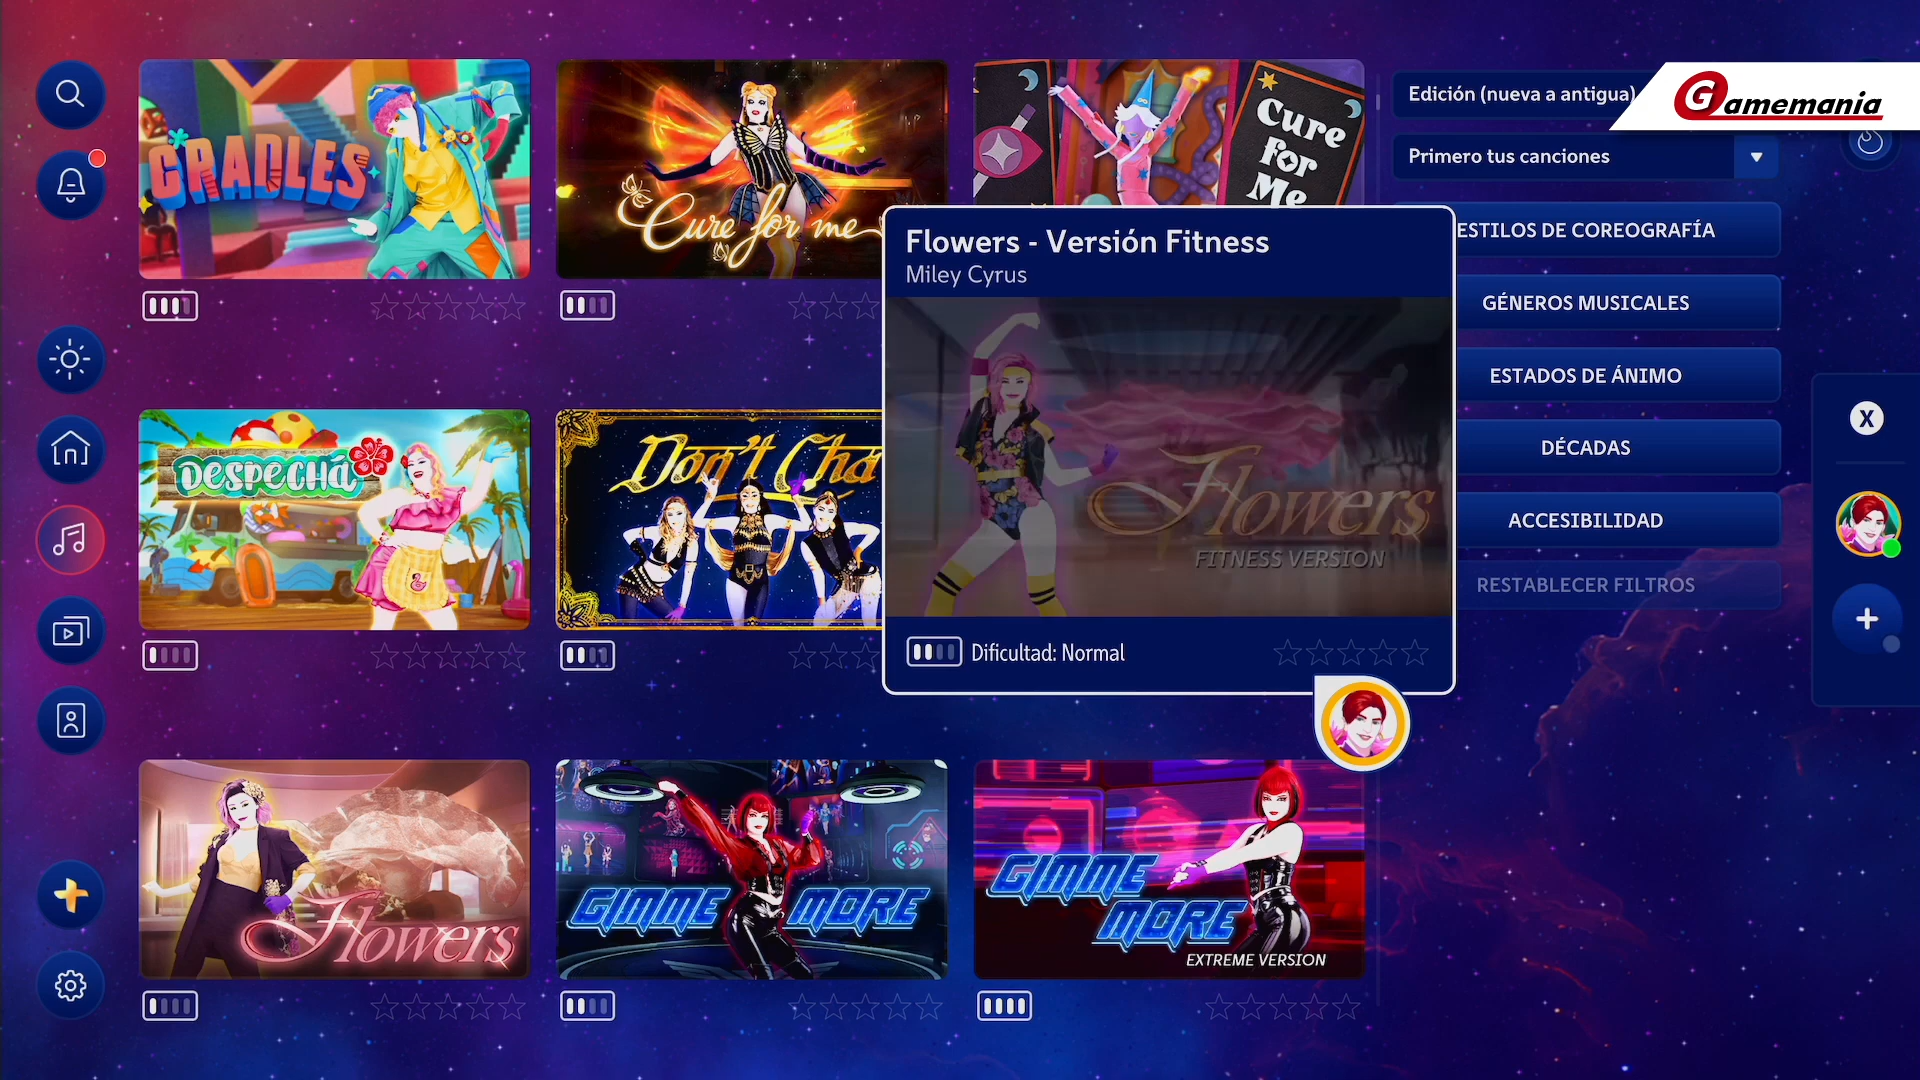 CRADLES
Cure for me
Cure
for
Me
Edición (nueva a antigua)
Gamemania
Primero tus canciones
ESTILOS DE COREOGRAFÍA
GÉNEROS MUSICALES
ESTADOS DE ÁNIMO
DÉCADAS
ACCESIBILIDAD
RESTABLECER FILTROS
X
Flowers - Versión Fitness
Miley Cyrus
Flowers
FITNESS VERSION
Dificultad: Normal
DESPECHÁ
Don't Cha
Flowers
GIMME MORE
GIMME
MORE
EXTREME VERSION